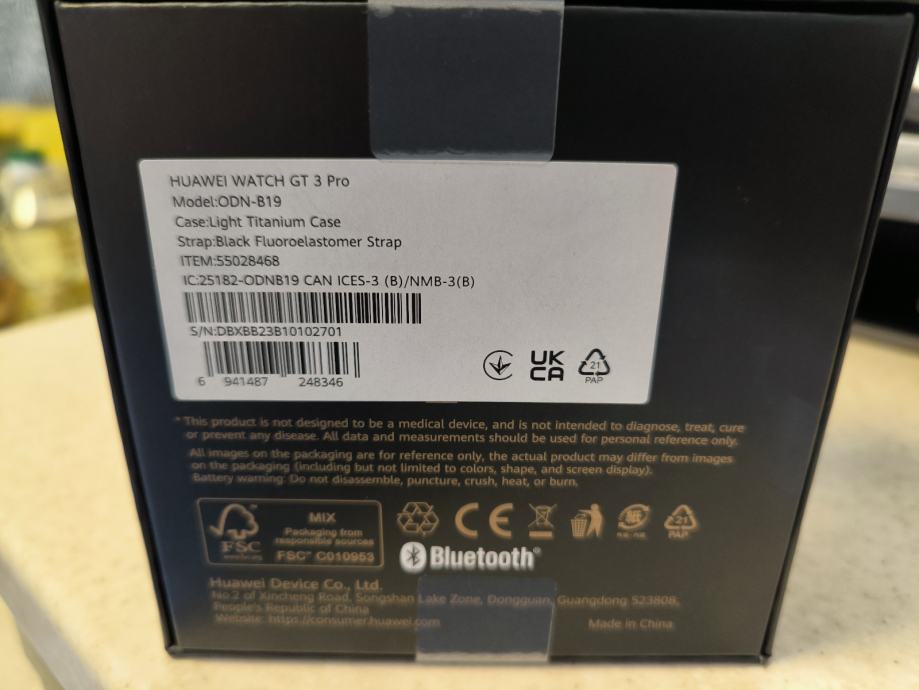 HUAWEI WATCH GT 3 Pro
Model:ODN-B19
Case:Light Titanium Case
Strap:Black Fluoroelastomer Strap
ITEM:55028468
IC:25182-ODNB19 CAN ICES-3 (B)/NMB-3(B)
S/N:DBXBB23B10102701
6 941487 248346
UK
CA
21
PAP
* This product is not designed to be a medical device, and is not intended to diagnose, treat, cure
or prevent any disease. All data and measurements should be used for personal reference only.
All images on the packaging are for reference only, the actual product may differ from images
on the packaging (including but not limited to colors, shape, and screen display).
Battery warning: Do not disassemble, puncture, crush, heat, or burn.
FSC
www.fsc.org
MIX
Packaging from
responsible sources
FSC™ C010953
CE
21
PAP
Bluetooth®
Huawei Device Co., Ltd.
No.2 of Xincheng Road, Songshan Lake Zone, Dongguan, Guangdong 523808,
People's Republic of China
Website: https://consumer.huawei.com
Made in China